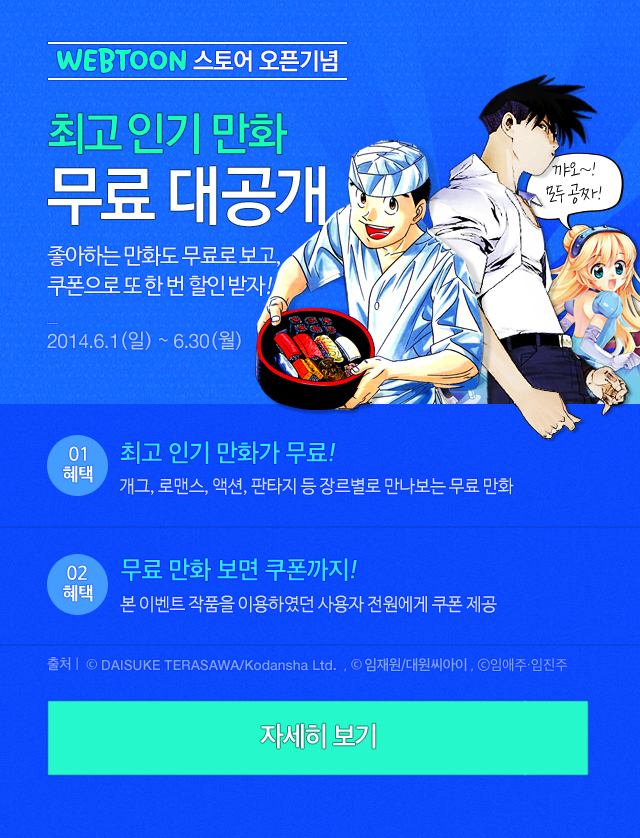 WEBTOON 스토어 오픈기념
최고 인기 만화
무료 대공개
좋아하는 만화도 무료로 보고,
쿠폰으로 또 한 번 할인 받자!
2014.6.1(일) ~ 6.30(월)
꺄오~!
모두 공짜!
01
혜택
최고 인기 만화가 무료!
개그, 로맨스, 액션, 판타지 등 장르별로 만나보는 무료 만화
02
혜택
무료 만화 보면 쿠폰까지!
본 이벤트 작품을 이용하였던 사용자 전원에게 쿠폰 제공
출처 | © DAISUKE TERASAWA/Kodansha Ltd. , © 임재원/대원씨아이 , ⓒ임애주·임진주
자세히 보기